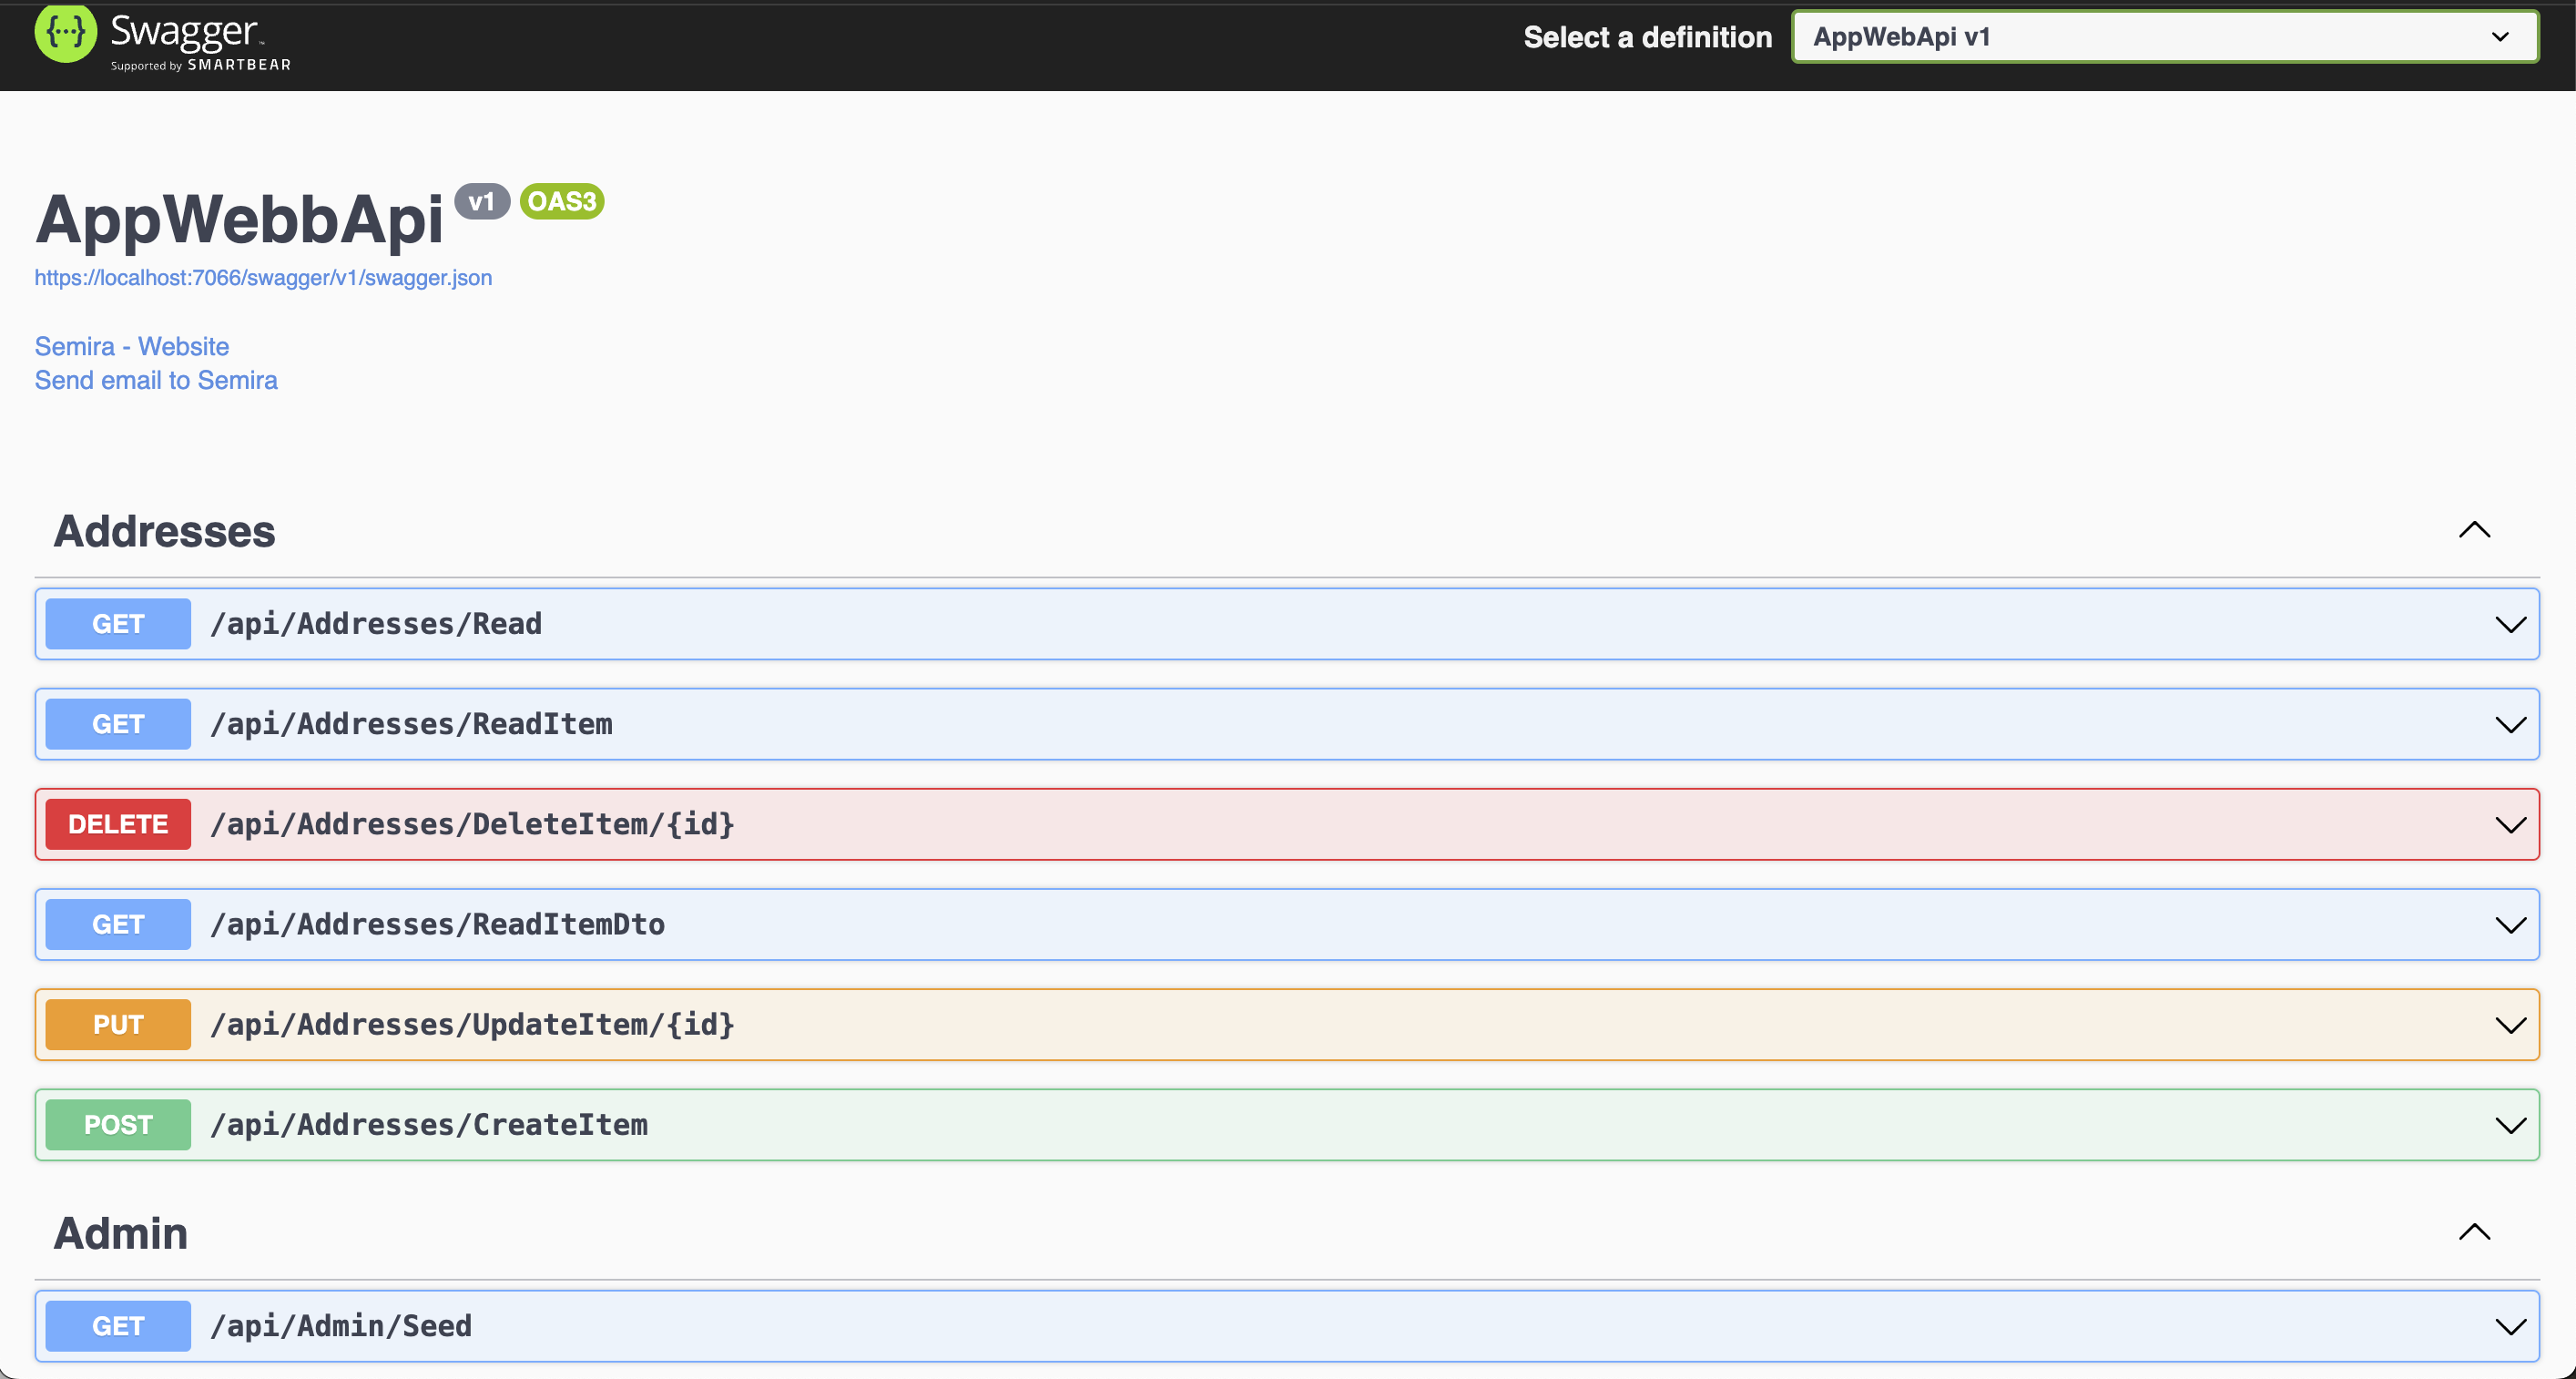 Swagger™
Supported by SMARTBEAR
Select a definition
AppWebApi v1
AppWebbApi v1 OAS3
https://localhost:7066/swagger/v1/swagger.json
Semira - Website
Send email to Semira
Addresses
GET /api/Addresses/Read
GET /api/Addresses/ReadItem
DELETE /api/Addresses/DeleteItem/{id}
GET /api/Addresses/ReadItemDto
PUT /api/Addresses/UpdateItem/{id}
POST /api/Addresses/CreateItem
Admin
GET /api/Admin/Seed